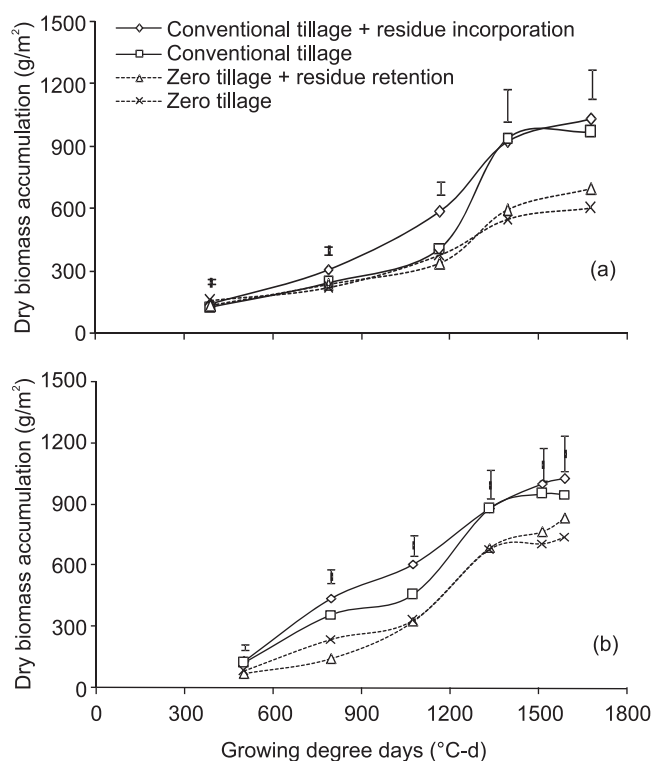 Conventional tillage + residue incorporation
Conventional tillage
Zero tillage + residue retention
Zero tillage
Dry biomass accumulation (g/m²)
1500
1200
900
600
300
0
(a)
Dry biomass accumulation (g/m²)
1500
1200
900
600
300
0
(b)
0 300 600 900 1200 1500 1800
Growing degree days (°C-d)